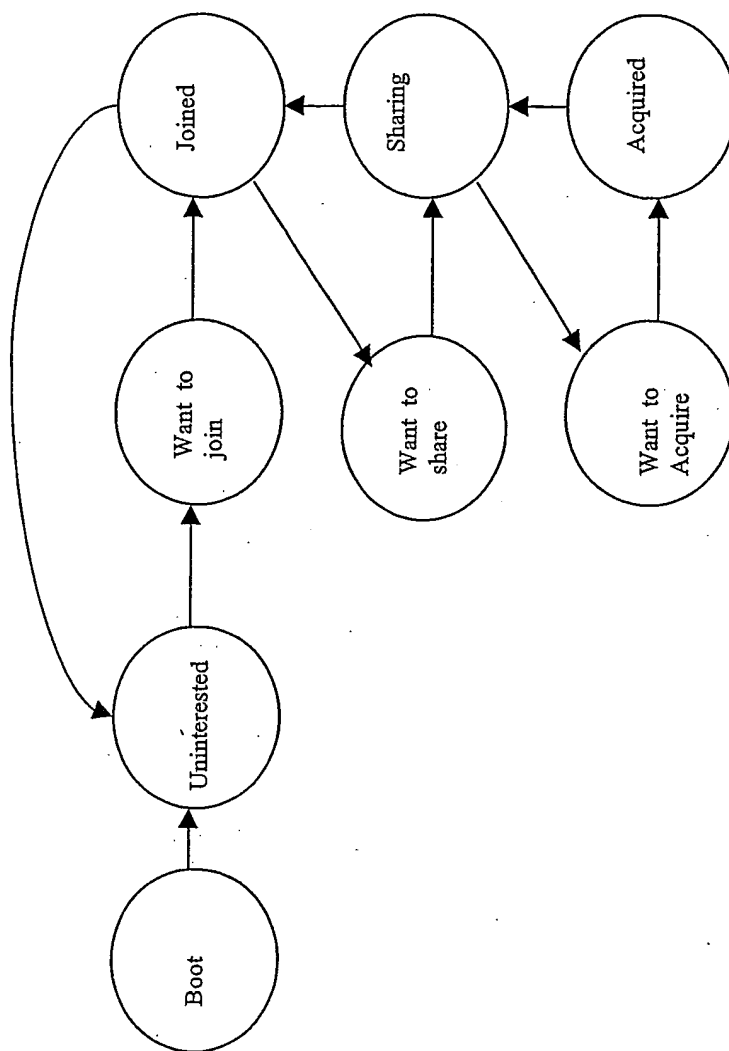 Boot
Uninterested
Want to
join
Joined
Want to
share
Sharing
Want to
Acquire
Acquired